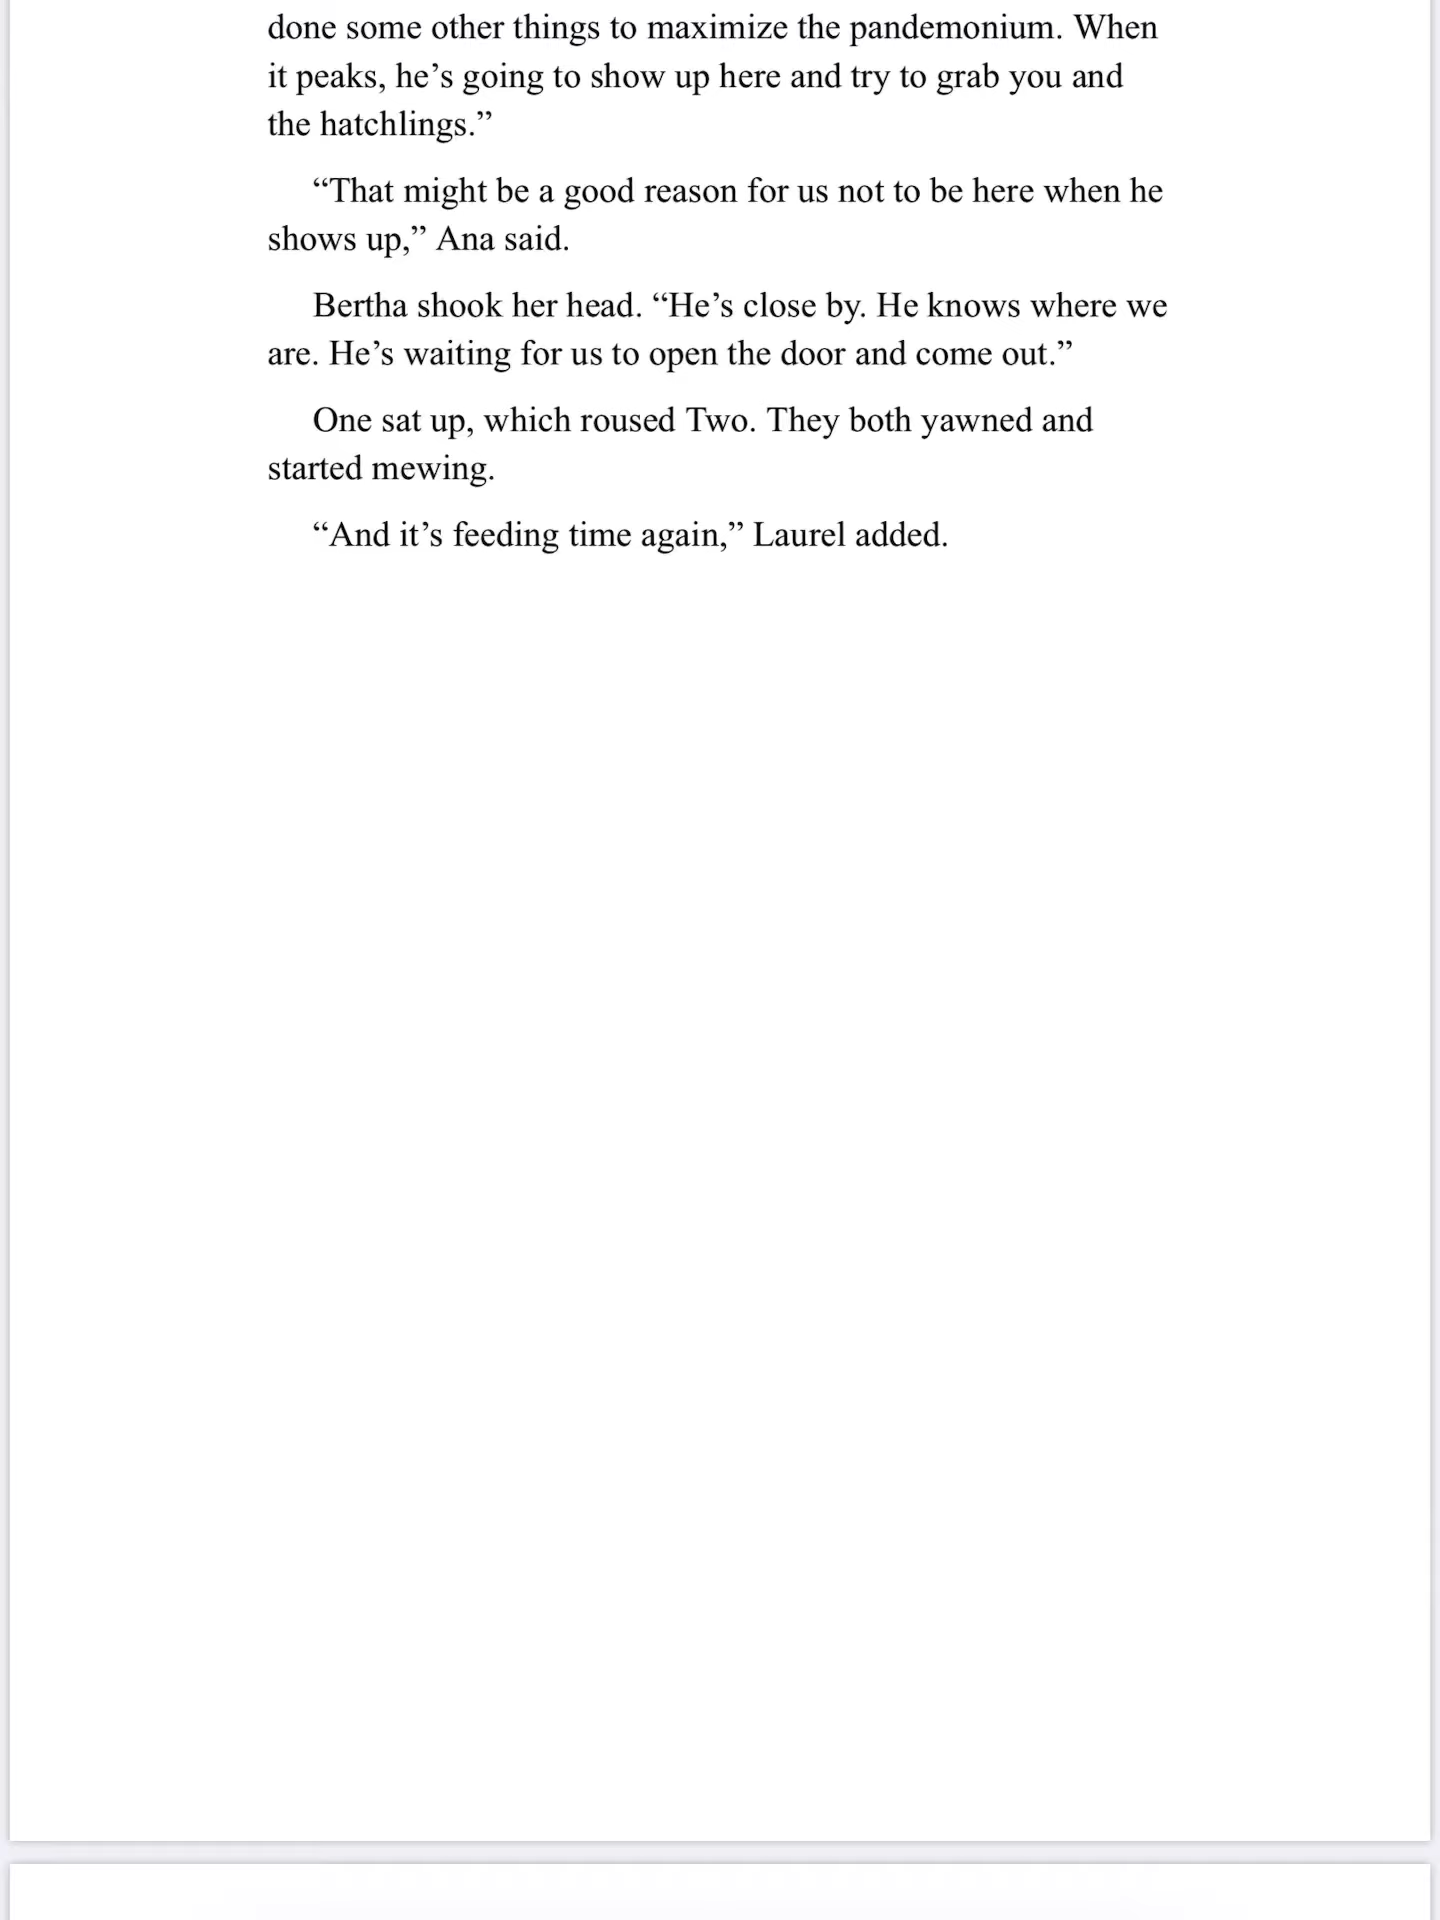 done some other things to maximize the pandemonium. When
it peaks, he’s going to show up here and try to grab you and
the hatchlings.”
“That might be a good reason for us not to be here when he
shows up,” Ana said.
Bertha shook her head. “He’s close by. He knows where we
are. He’s waiting for us to open the door and come out.”
One sat up, which roused Two. They both yawned and
started mewing.
“And it’s feeding time again,” Laurel added.